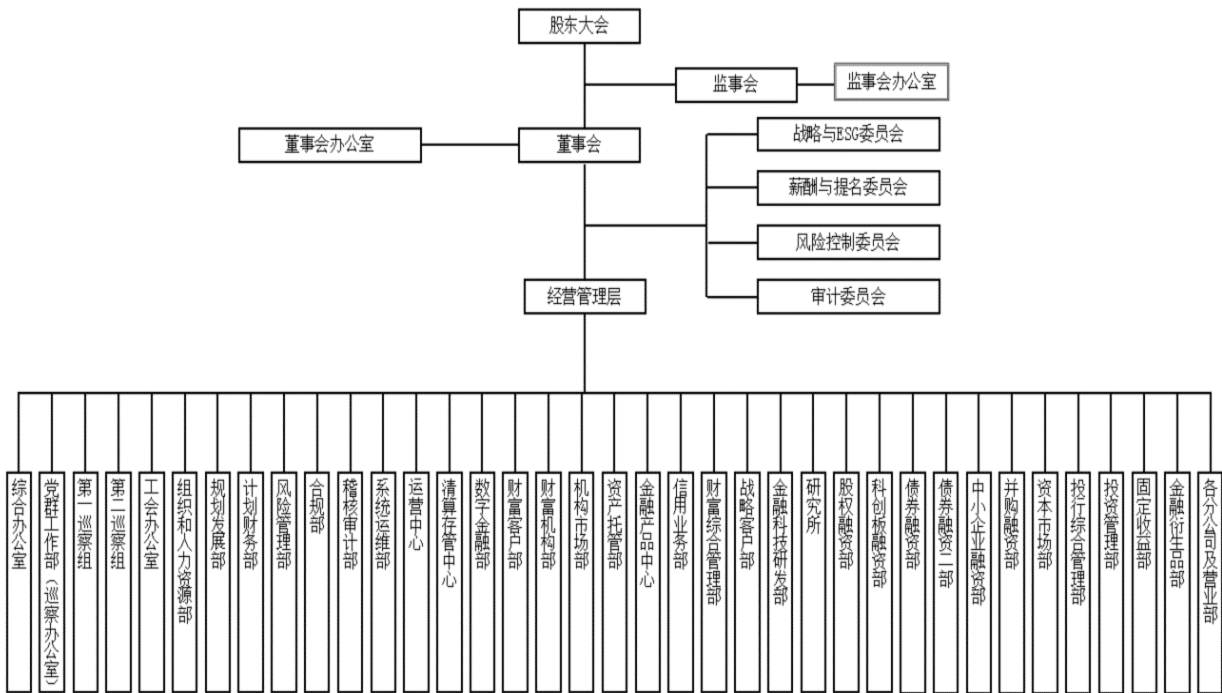 股东大会
监事会
监事会办公室
董事会办公室
董事会
战略与ESG委员会
薪酬与提名委员会
风险控制委员会
经营管理层
审计委员会
综合办公室
党群工作部（巡察办公室）
第一巡察组
第二巡察组
工会办公室
组织和人力资源部
规划发展部
计划财务部
风险管理部
合规部
稽核审计部
系统运维部
运营中心
清算存管中心
数字金融部
财富客户部
财富机构部
机构市场部
资产托管部
金融产品中心
信用业务部
财富综合管理部
战略客户部
金融科技研发部
研究所
股权融资部
科创板融资部
债券融资部
债券融资二部
中小企业融资部
并购融资部
资本市场部
投行综合管理部
投资管理部
固定收益部
金融衍生品部
各分公司及营业部